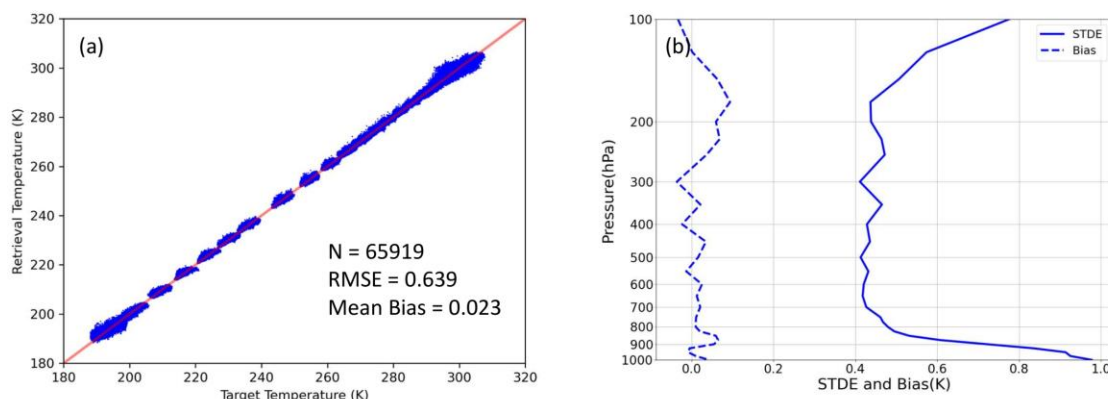 (a)
320
300
280
260
240
220
200
180
Retrieval Temperature (K)
N = 65919
RMSE = 0.639
Mean Bias = 0.023
180 200 220 240 260 280 300 320
Target Temperature (K)
(b)
STDE
Bias
100
200
300
400
500
600
700
800
900
1000
Pressure(hPa)
0.0 0.2 0.4 0.6 0.8 1.0
STDE and Bias(K)